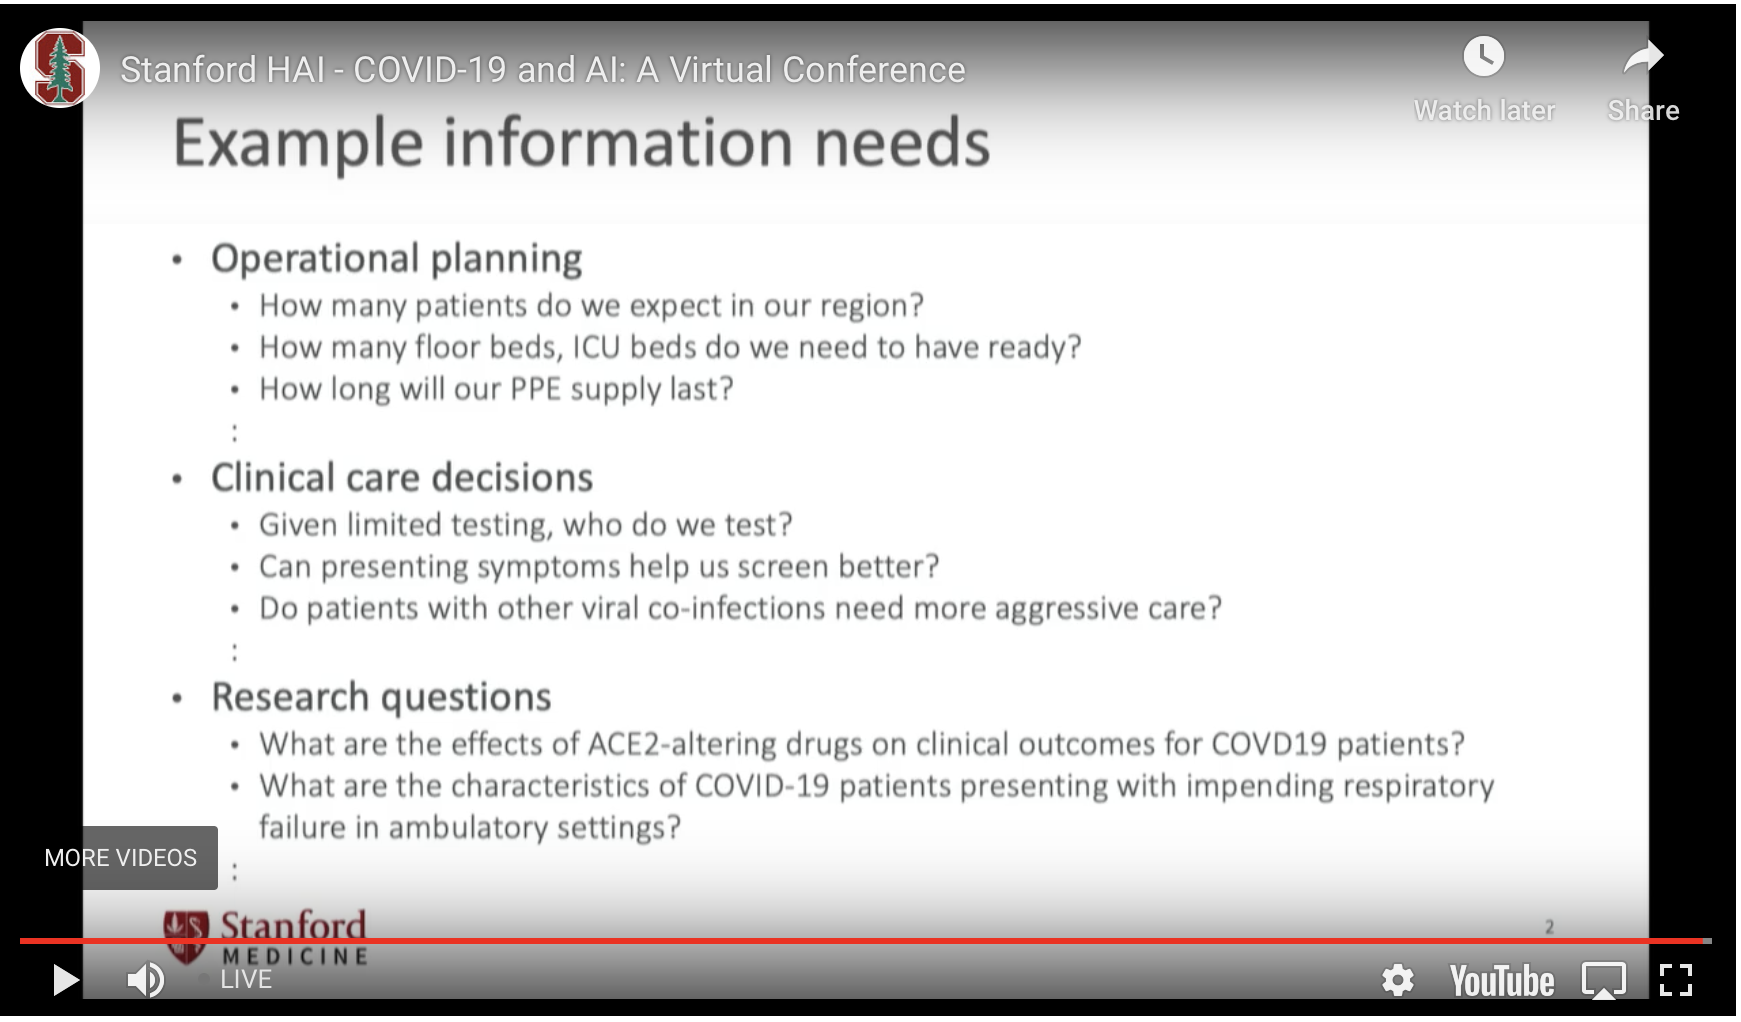 Stanford HAI - COVID-19 and AI: A Virtual Conference
Watch later
Share
Example information needs
• Operational planning
• How many patients do we expect in our region?
• How many floor beds, ICU beds do we need to have ready?
• How long will our PPE supply last?
:
• Clinical care decisions
• Given limited testing, who do we test?
• Can presenting symptoms help us screen better?
• Do patients with other viral co-infections need more aggressive care?
:
• Research questions
• What are the effects of ACE2-altering drugs on clinical outcomes for COVD19 patients?
• What are the characteristics of COVID-19 patients presenting with impending respiratory
failure in ambulatory settings?
:
MORE VIDEOS
Stanford
MEDICINE
2
LIVE
YouTube